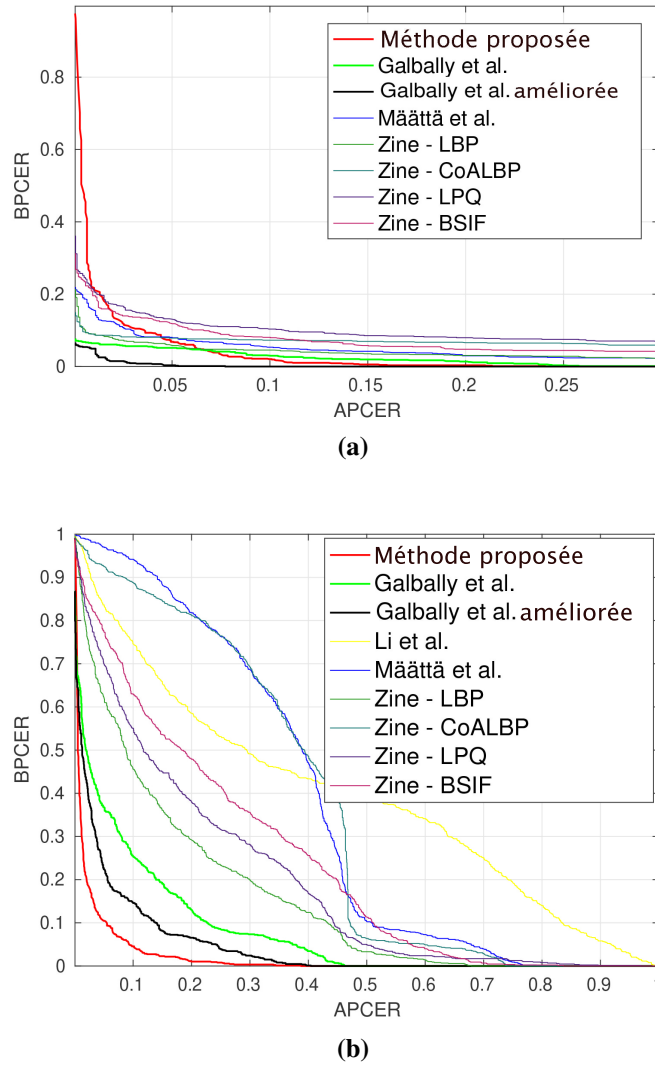 Méthode proposée
Galbally et al.
Galbally et al. améliorée
Määttä et al.
Zine - LBP
Zine - CoALBP
Zine - LPQ
Zine - BSIF
0.8
0.6
0.4
0.2
0
BPCER
0.05
0.1
0.15
0.2
0.25
APCER
(a)
Méthode proposée
Galbally et al.
Galbally et al. améliorée
Li et al.
Määttä et al.
Zine - LBP
Zine - CoALBP
Zine - LPQ
Zine - BSIF
1
0.9
0.8
0.7
0.6
0.5
0.4
0.3
0.2
0.1
0
BPCER
0.1
0.2
0.3
0.4
0.5
0.6
0.7
0.8
0.9
APCER
(b)